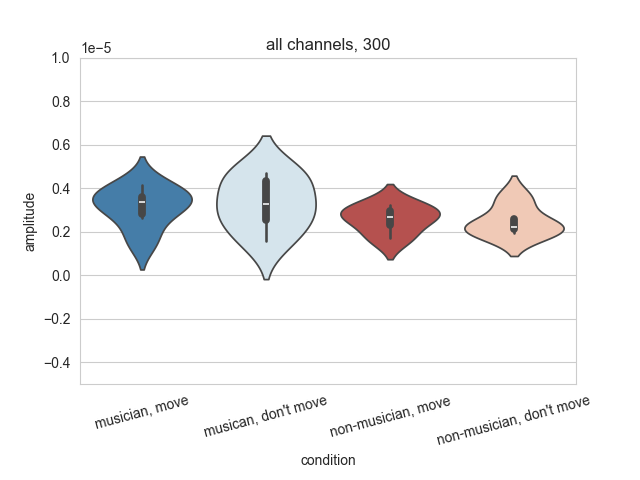 all channels, 300
1e−5
1.0
0.8
0.6
0.4
0.2
0.0
−0.2
−0.4
amplitude
musician, move
musican, don't move
non-musician, move
non-musician, don't move
condition